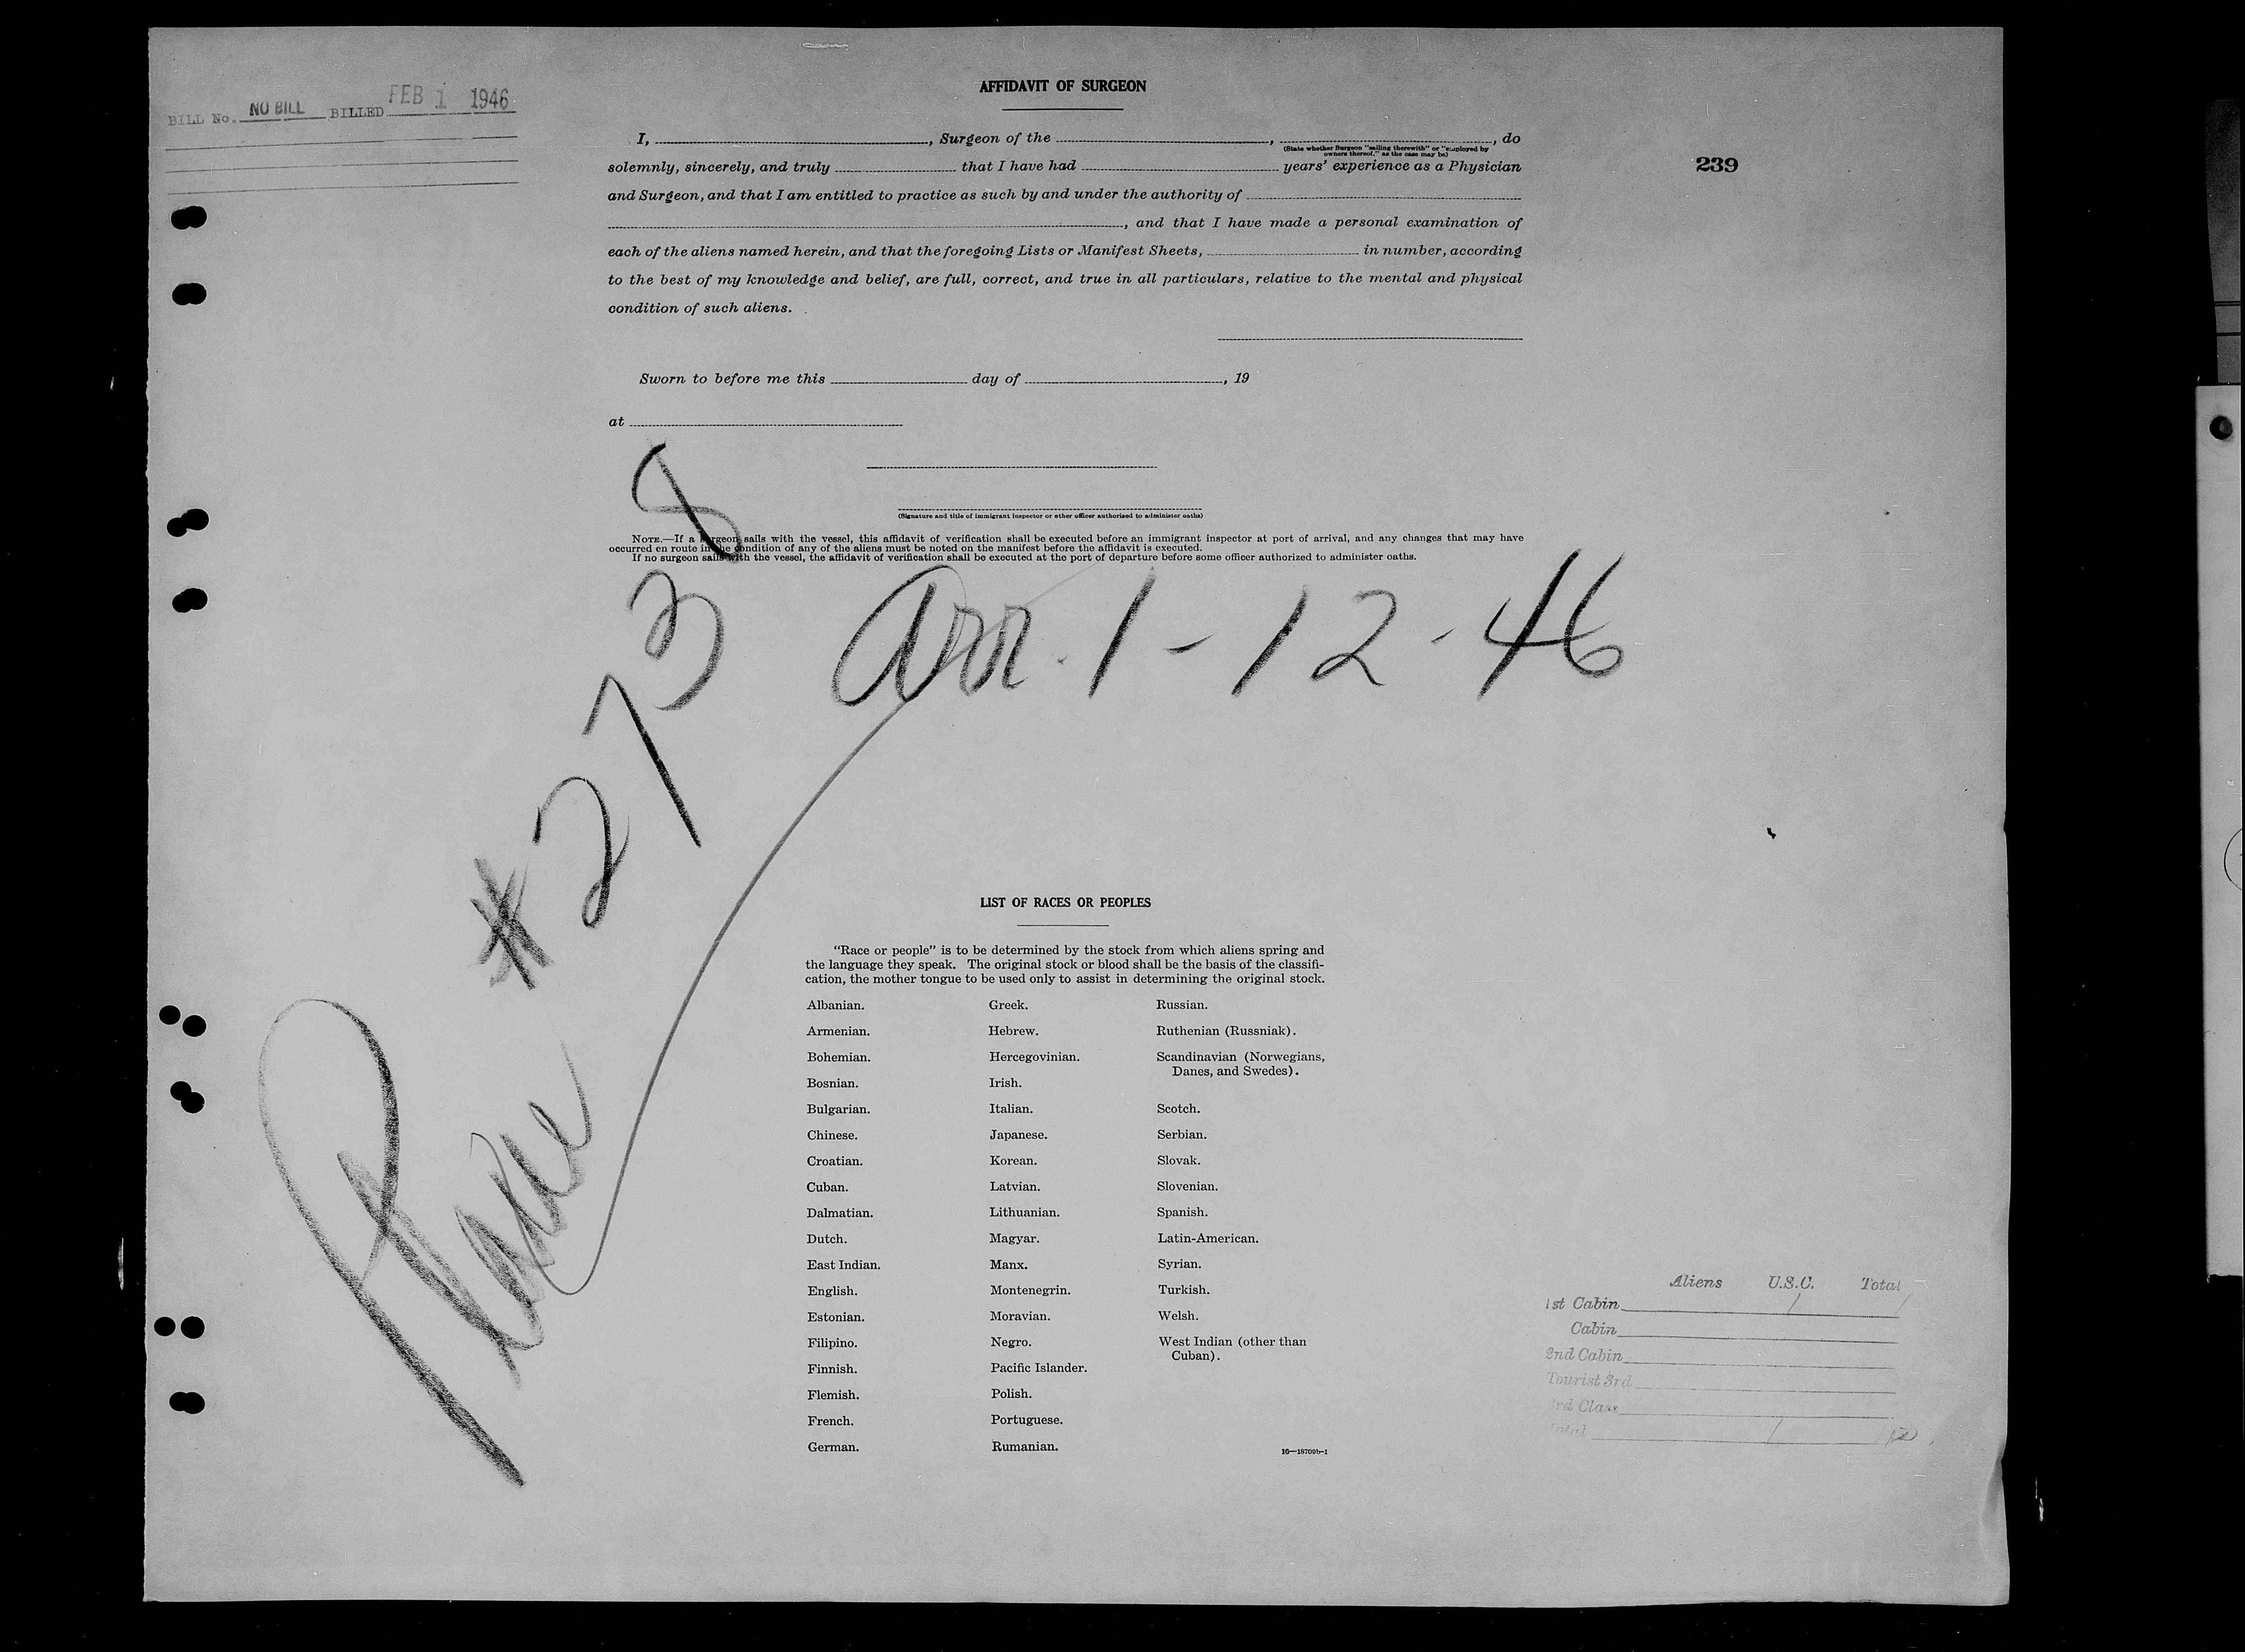 BILL No. NO BILL BILLED FEB 1 1946
AFFIDAVIT OF SURGEON
I, , Surgeon of the , , do
(State whether Surgeon "sailing therewith" or "employed by
owners thereof," as the case may be)
239
solemnly, sincerely, and truly that I have had years' experience as a Physician
and Surgeon, and that I am entitled to practice as such by and under the authority of
, and that I have made a personal examination of
each of the aliens named herein, and that the foregoing Lists or Manifest Sheets, in number, according
to the best of my knowledge and belief, are full, correct, and true in all particulars, relative to the mental and physical
condition of such aliens.
Sworn to before me this day of , 19
at
(Signature and title of immigrant inspector or other officer authorized to administer oaths)
NOTE.—If a surgeon sails with the vessel, this affidavit of verification shall be executed before an immigrant inspector at port of arrival, and any changes that may have
occurred en route in the condition of any of the aliens must be noted on the manifest before the affidavit is executed.
If no surgeon sails with the vessel, the affidavit of verification shall be executed at the port of departure before some officer authorized to administer oaths.
Plane #2738
arr. 1-12-46
LIST OF RACES OR PEOPLES
"Race or people" is to be determined by the stock from which aliens spring and
the language they speak. The original stock or blood shall be the basis of the classifi-
cation, the mother tongue to be used only to assist in determining the original stock.
Albanian. Greek. Russian.
Armenian. Hebrew. Ruthenian (Russniak).
Bohemian. Hercegovinian. Scandinavian (Norwegians,
Danes, and Swedes).
Bosnian. Irish.
Bulgarian. Italian. Scotch.
Chinese. Japanese. Serbian.
Croatian. Korean. Slovak.
Cuban. Latvian. Slovenian.
Dalmatian. Lithuanian. Spanish.
Dutch. Magyar. Latin-American.
East Indian. Manx. Syrian.
English. Montenegrin. Turkish.
Estonian. Moravian. Welsh.
Filipino. Negro. West Indian (other than
Cuban).
Finnish. Pacific Islander.
Flemish. Polish.
French. Portuguese.
German. Rumanian.
16—18709b-1
Aliens U.S.C. Total
1st Cabin / /
Cabin
2nd Cabin
Tourist 3rd
3rd Class
Total / /